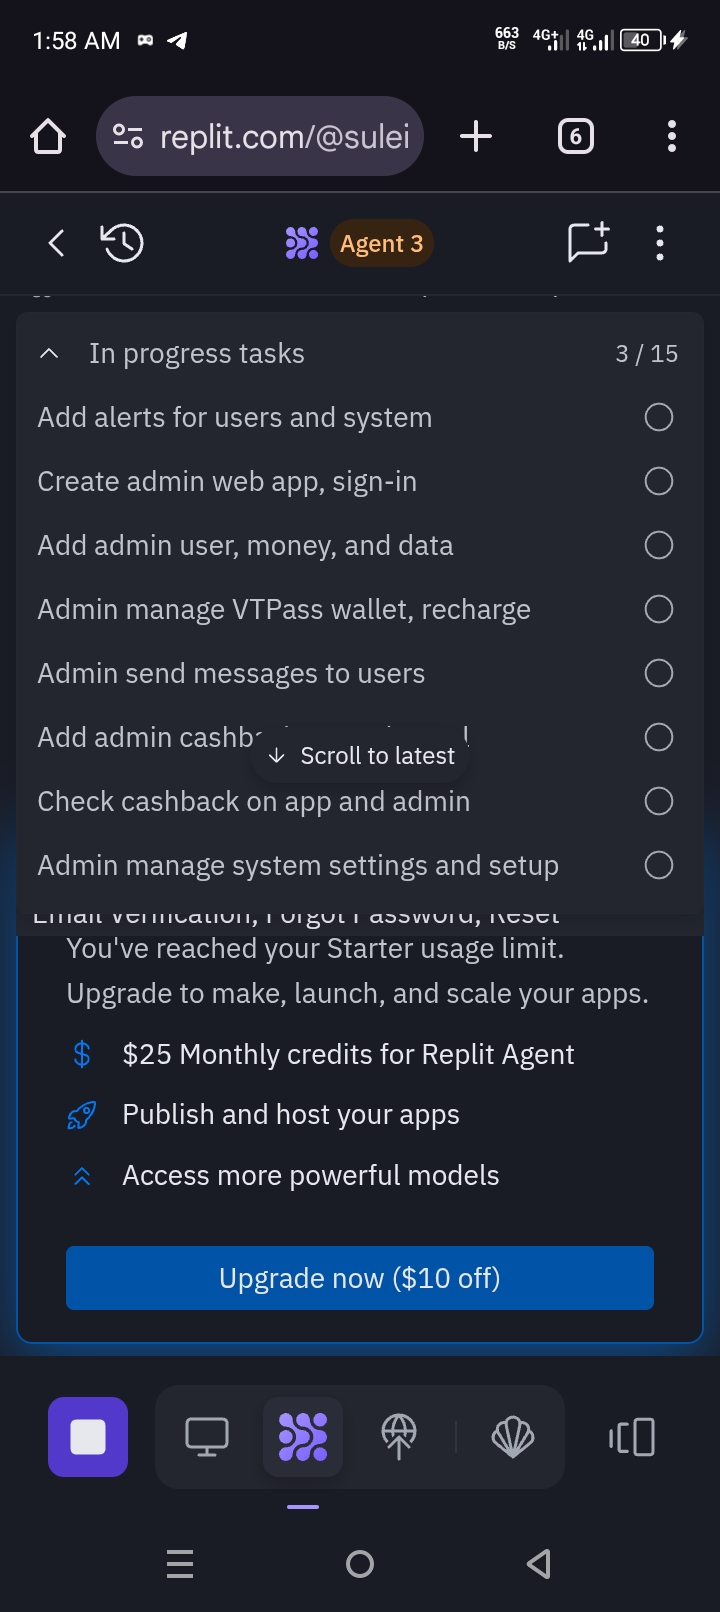 1:58 AM
663 B/S 4G+ 4G 40
replit.com/@sulei
6
Agent 3
In progress tasks 3 / 15
Add alerts for users and system
Create admin web app, sign-in
Add admin user, money, and data
Admin manage VTPass wallet, recharge
Admin send messages to users
Add admin
Scroll to latest
Check cashback on app and admin
Admin manage system settings and setup
Email Verification, Forgot Password, Reset
You've reached your Starter usage limit.
Upgrade to make, launch, and scale your apps.
$25 Monthly credits for Replit Agent
Publish and host your apps
Access more powerful models
Upgrade now ($10 off)